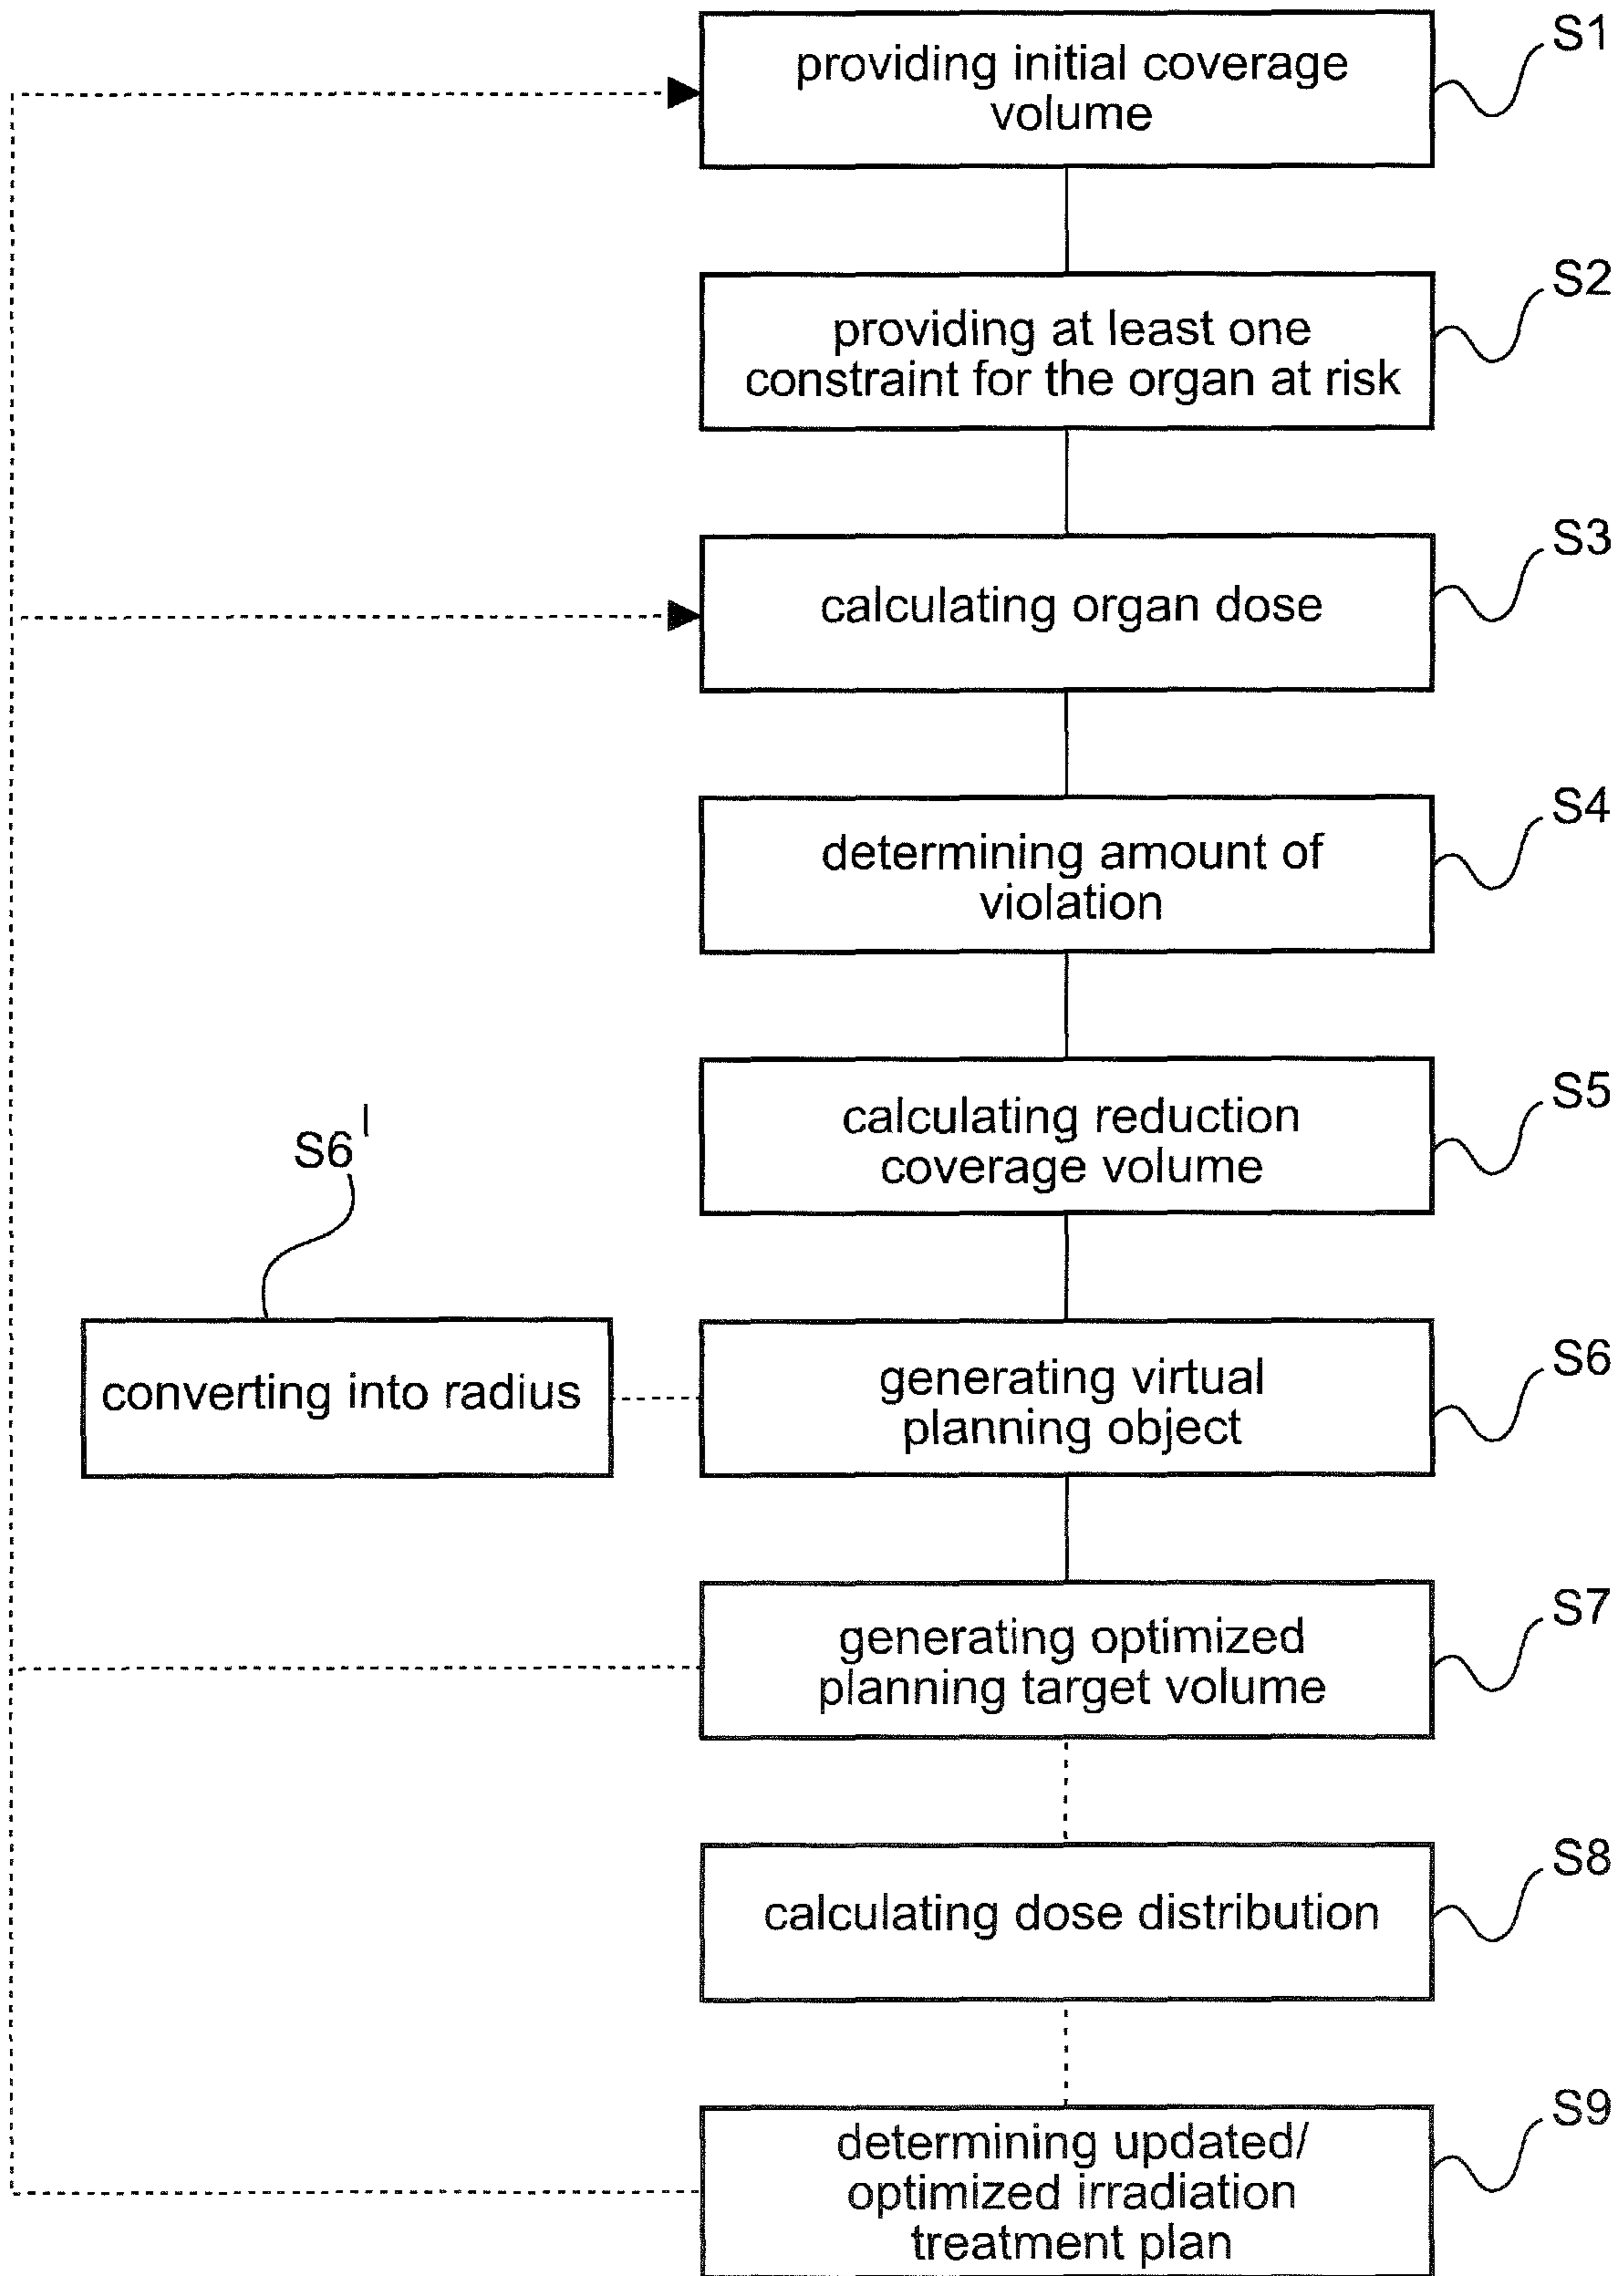 providing initial coverage
volume
S1
providing at least one
constraint for the organ at risk
S2
calculating organ dose
S3
determining amount of
violation
S4
calculating reduction
coverage volume
S5
S6'
converting into radius
generating virtual
planning object
S6
generating optimized
planning target volume
S7
calculating dose distribution
S8
determining updated/
optimized irradiation
treatment plan
S9